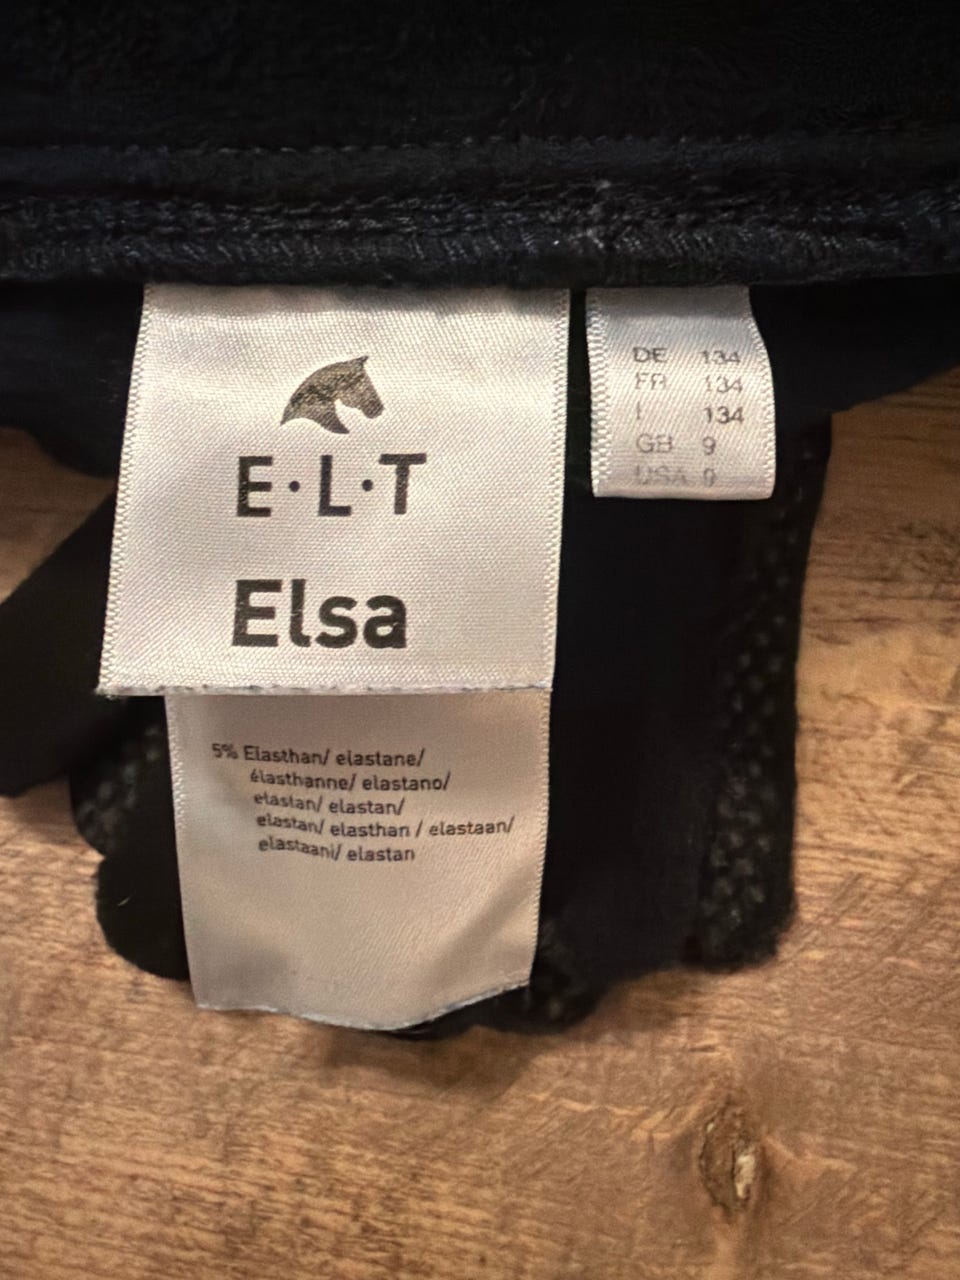 E·L·T
Elsa
5% Elasthan/ elastane/
élasthanne/ elastano/
elastan/ elastan/
elastan/ elasthan / elastaan/
elastaani/ elastan
DE 134
FR 134
I 134
GB 9
USA 9